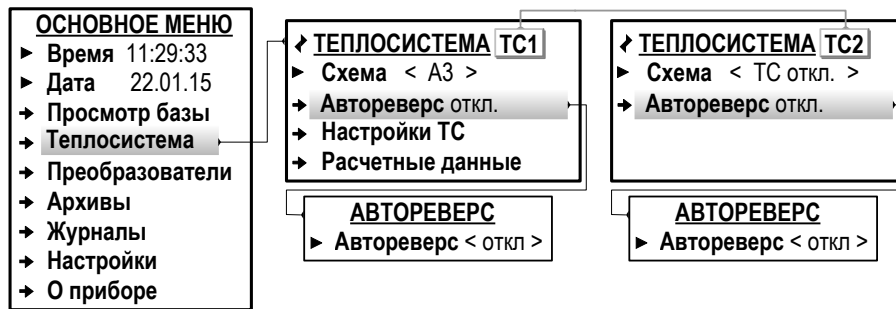 ОСНОВНОЕ МЕНЮ
Время 11:29:33
Дата 22.01.15
Просмотр базы
Теплосистема
Преобразователи
Архивы
Журналы
Настройки
О приборе
ТЕПЛОСИСТЕМА ТС1
Схема < А3 >
Автореверс откл.
Настройки ТС
Расчетные данные
АВТОРЕВЕРС
Автореверс < откл >
ТЕПЛОСИСТЕМА ТС2
Схема < ТС откл. >
Автореверс откл.
АВТОРЕВЕРС
Автореверс < откл >